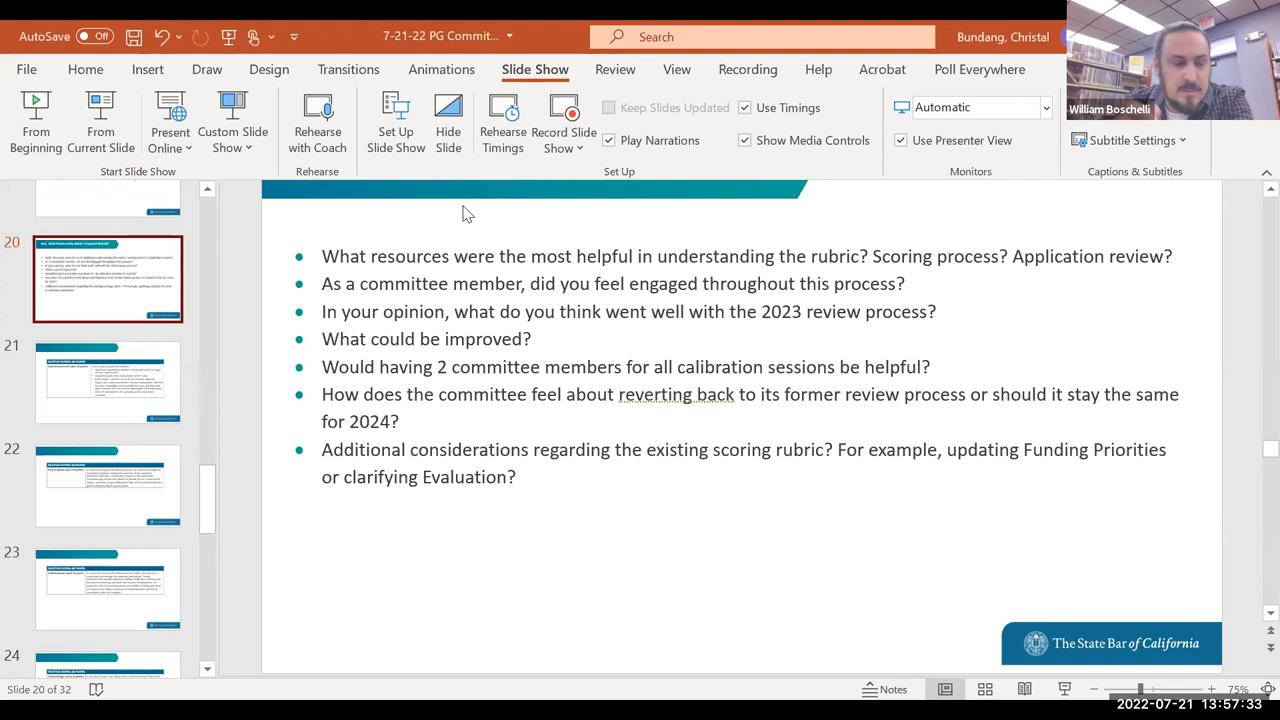 AutoSave Off 7-21-22 PG Commit... Search Bundang, Christal
File Home Insert Draw Design Transitions Animations Slide Show Review View Recording Help Acrobat Poll Everywhere
William Boschelli
From Beginning
From Current Slide
Present Online
Custom Slide Show
Start Slide Show
Rehearse with Coach
Rehearse
Set Up Slide Show
Hide Slide
Rehearse Timings
Record Slide Show
Keep Slides Updated
Play Narrations
Use Timings
Show Media Controls
Set Up
Automatic
Use Presenter View
Monitors
Subtitle Settings
Captions & Subtitles
20
21
22
23
24
• What resources were the most helpful in understanding the rubric? Scoring process? Application review?
• As a committee member, did you feel engaged throughout this process?
• In your opinion, what do you think went well with the 2023 review process?
• What could be improved?
• Would having 2 committee members for all calibration sessions be helpful?
• How does the committee feel about reverting back to its former review process or should it stay the same
for 2024?
• Additional considerations regarding the existing scoring rubric? For example, updating Funding Priorities
or clarifying Evaluation?
The State Bar of California
Slide 20 of 32 Notes 75%
2022-07-21 13:57:33